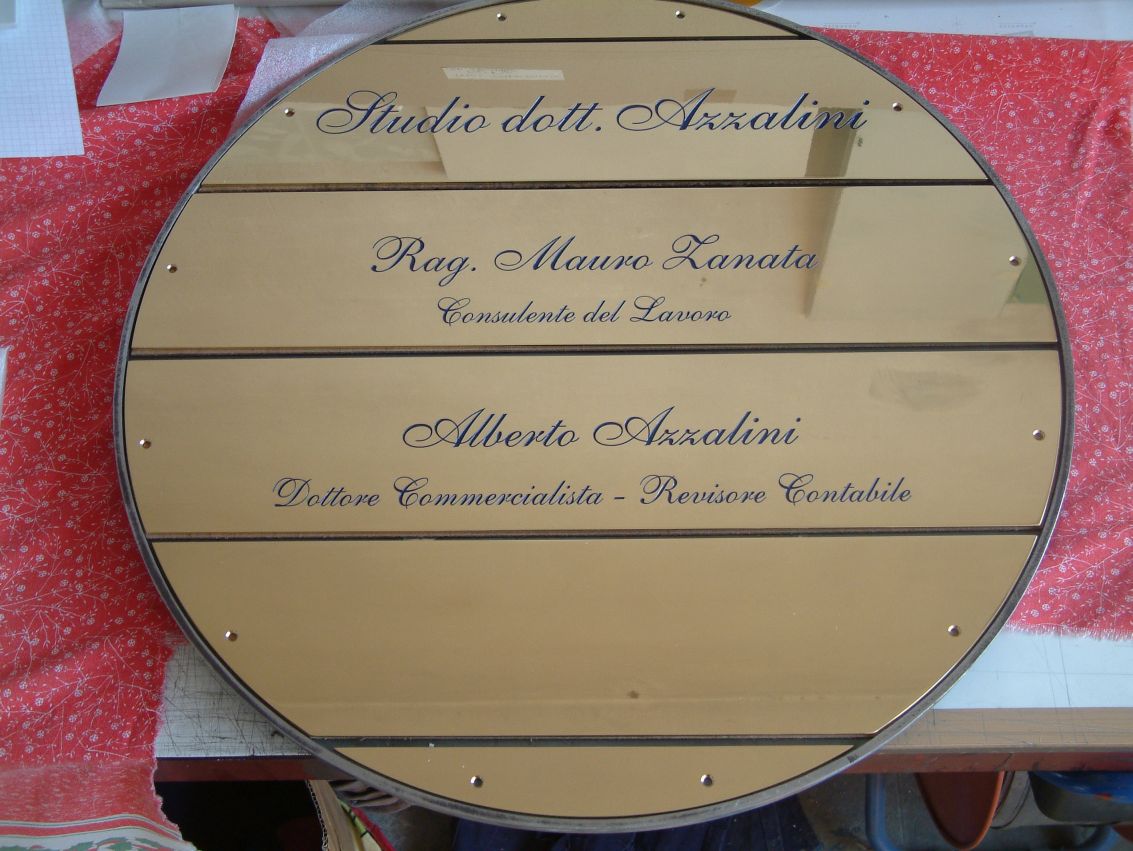 Studio dott. Azzalini
Rag. Mauro Zanata
Consulente del Lavoro
Alberto Azzalini
Dottore Commercialista - Revisore Contabile